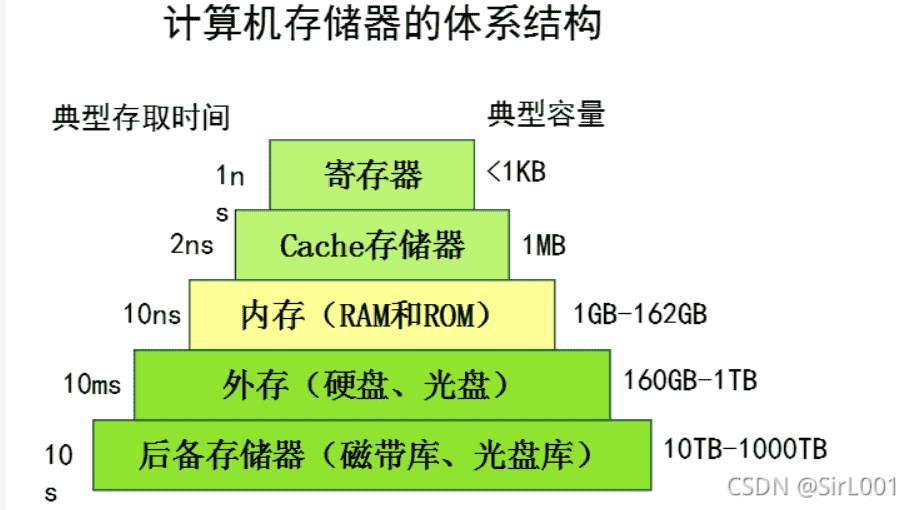 计算机存储器的体系结构
典型存取时间
典型容量
1n
s
寄存器
<1KB
2ns
Cache存储器
1MB
10ns
内存（RAM和ROM）
1GB-162GB
10ms
外存（硬盘、光盘）
160GB-1TB
10
s
后备存储器（磁带库、光盘库）
10TB-1000TB
CSDN @SirL001